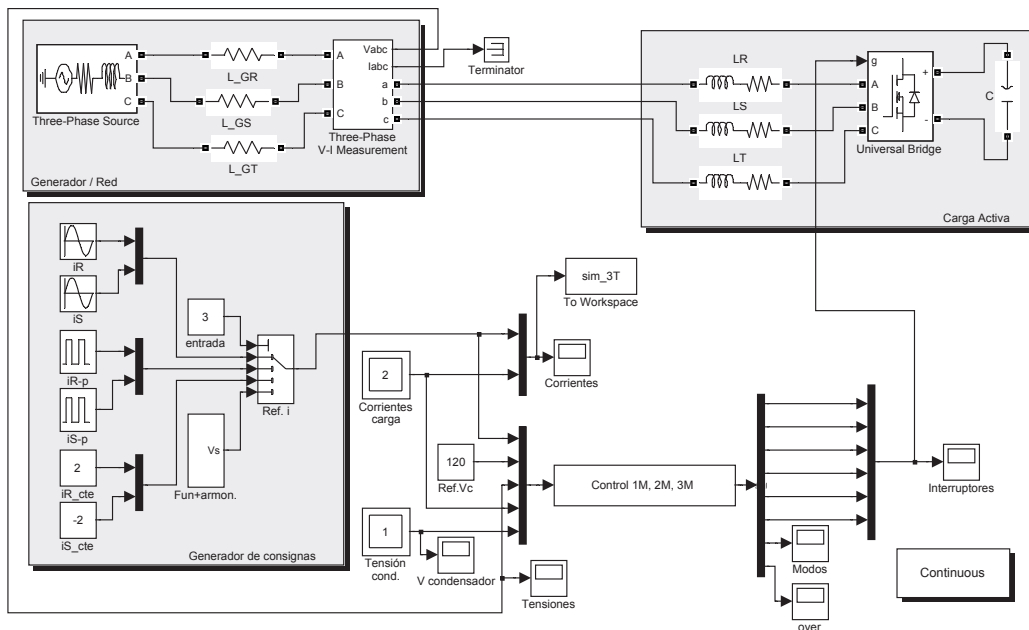 A
B
C
Three-Phase Source
L_GR
L_GS
L_GT
A
B
C
Vabc
Iabc
a
b
c
Three-Phase
V-I Measurement
Terminator
Generador / Red
LR
LS
LT
g
A
B
C
+
-
Universal Bridge
C
Carga Activa
iR
iS
iR-p
iS-p
2
iR_cte
-2
iS_cte
3
entrada
Vs
Fun+armon.
Ref. i
Generador de consignas
sim_3T
To Workspace
Corrientes
2
Corrientes
carga
120
Ref.Vc
1
Tensión
cond.
V condensador
Tensiones
Control 1M, 2M, 3M
Modos
over
Interruptores
Continuous